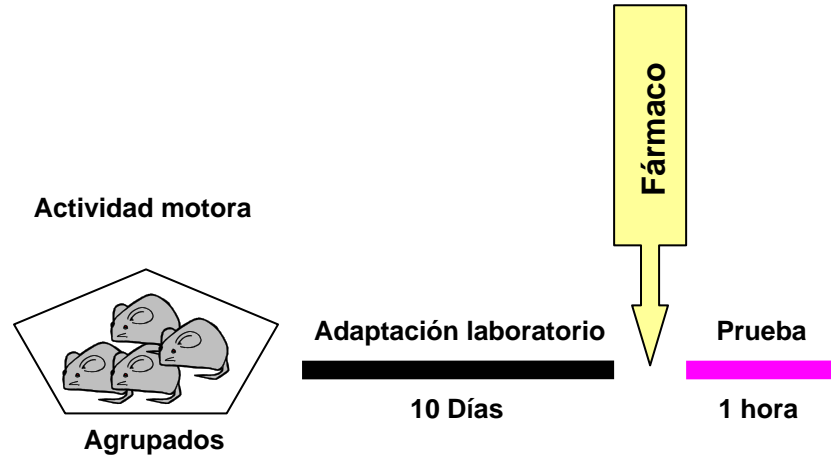 Fármaco
Actividad motora
Adaptación laboratorio
Prueba
10 Días
1 hora
Agrupados